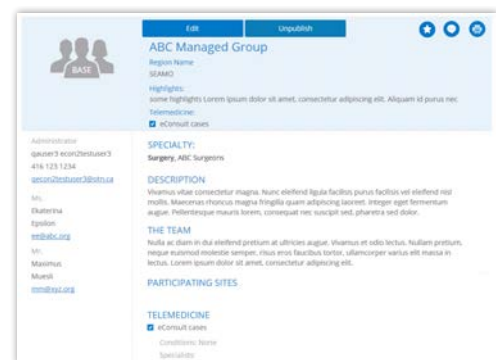 Edit
Unpublish
BASE
ABC Managed Group
Region Name
SEAMO
Highlights:
some highlights Lorem ipsum dolor sit amet, consectetur adipiscing elit. Aliquam id purus nec
Telemedicine:
eConsult cases
Administrator
qauser3 econ2testuser3
416 123 1234
qecon2testuser3@otn.ca
Ms.
Ekaterina
Epsilon
ee@abc.org
Mr.
Maximus
Muesli
mm@xyz.org
SPECIALTY:
Surgery, ABC Surgeons
DESCRIPTION
Vivamus vitae consectetur magna. Nunc eleifend ligula facilisis purus facilisis vel eleifend nisl
mollis. Maecenas rhoncus magna fringilla quam adipiscing laoreet. Integer eget fermentum
augue. Pellentesque mauris lorem, consequat nec suscipit sed, pharetra sed dolor.
THE TEAM
Nulla ac diam in dui eleifend pretium at ultricies augue. Vivamus et odio lectus. Nullam pretium,
neque euismod molestie semper, risus eros faucibus tortor, ullamcorper varius elit massa in
lectus. Lorem ipsum dolor sit amet, consectetur adipiscing elit.
PARTICIPATING SITES
TELEMEDICINE
eConsult cases
Conditions: None
Specialists: